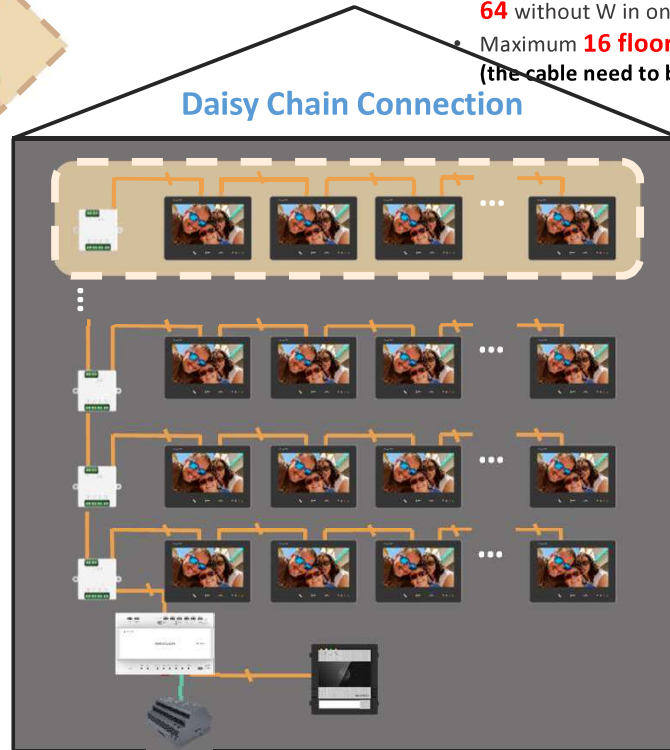 64 without W in on
• Maximum 16 floor
(the cable need to b
Daisy Chain Connection